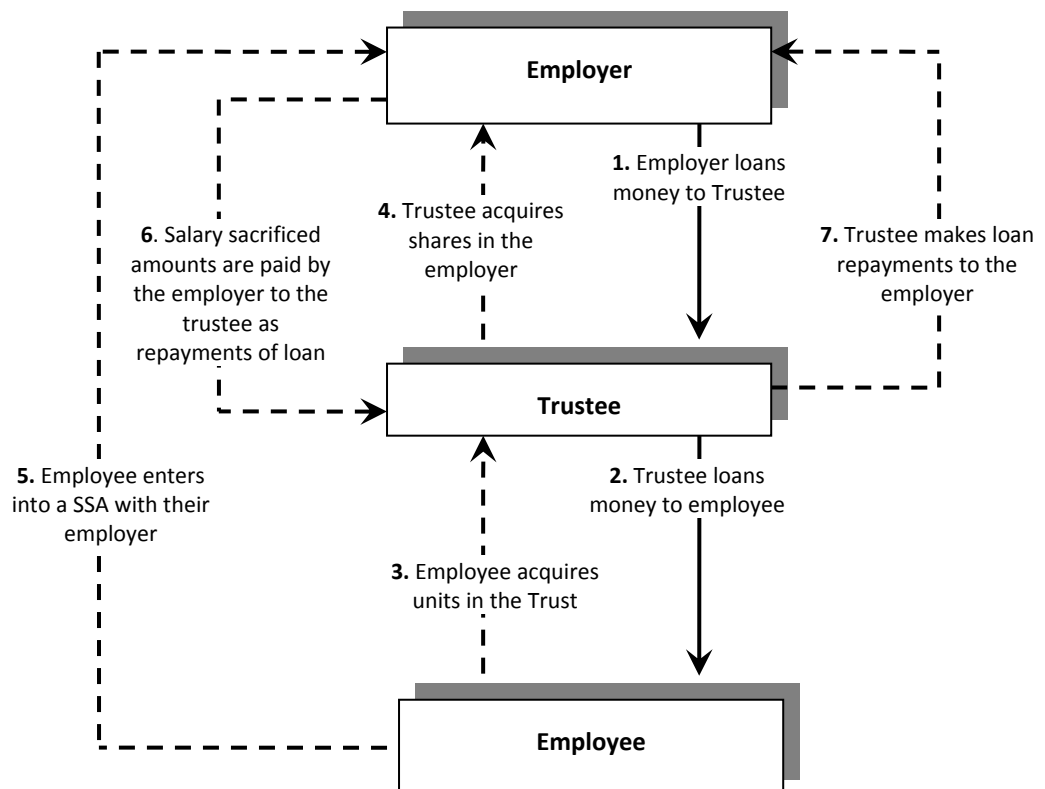 Employer
1. Employer loans
money to Trustee
4. Trustee acquires
shares in the
employer
6. Salary sacrificed
amounts are paid by
the employer to the
trustee as
repayments of loan
7. Trustee makes loan
repayments to the
employer
Trustee
5. Employee enters
into a SSA with their
employer
2. Trustee loans
money to employee
3. Employee acquires
units in the Trust
Employee